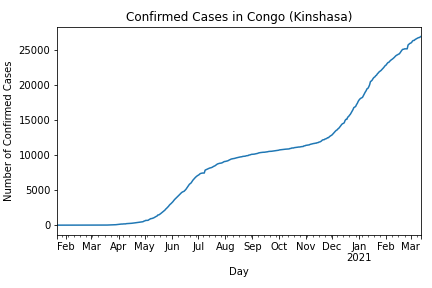 Confirmed Cases in Congo (Kinshasa)
Number of Confirmed Cases
25000
20000
15000
10000
5000
0
Feb Mar Apr May Jun Jul Aug Sep Oct Nov Dec Jan Feb Mar
2021
Day